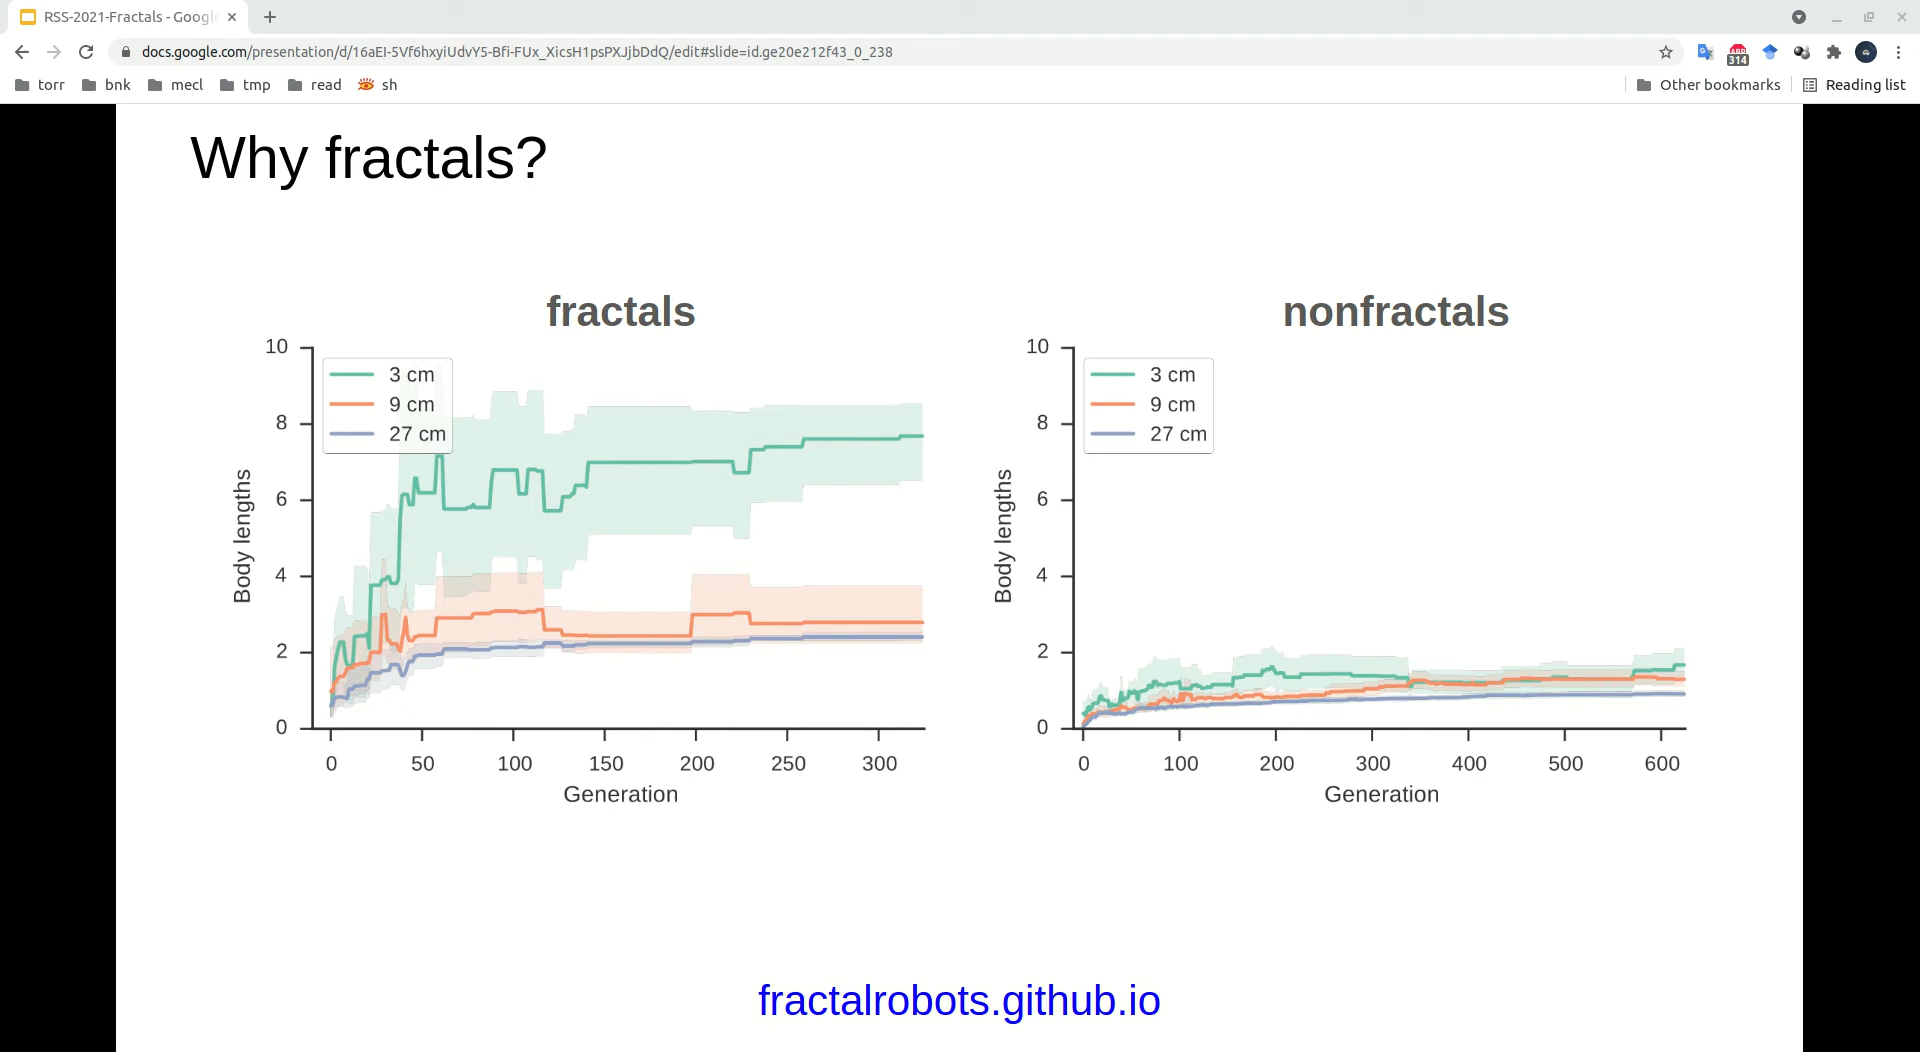 RSS-2021-Fractals - Googl
docs.google.com/presentation/d/16aEI-5Vf6hxyiUdvY5-Bfi-FUx_XicsH1psPXJjbDdQ/edit#slide=id.ge20e212f43_0_238
314
torr bnk mecl tmp read sh Other bookmarks Reading list
Why fractals?
fractals
10
8
6
4
2
0
Body lengths
3 cm
9 cm
27 cm
0 50 100 150 200 250 300
Generation
nonfractals
10
8
6
4
2
0
Body lengths
3 cm
9 cm
27 cm
0 100 200 300 400 500 600
Generation
fractalrobots.github.io